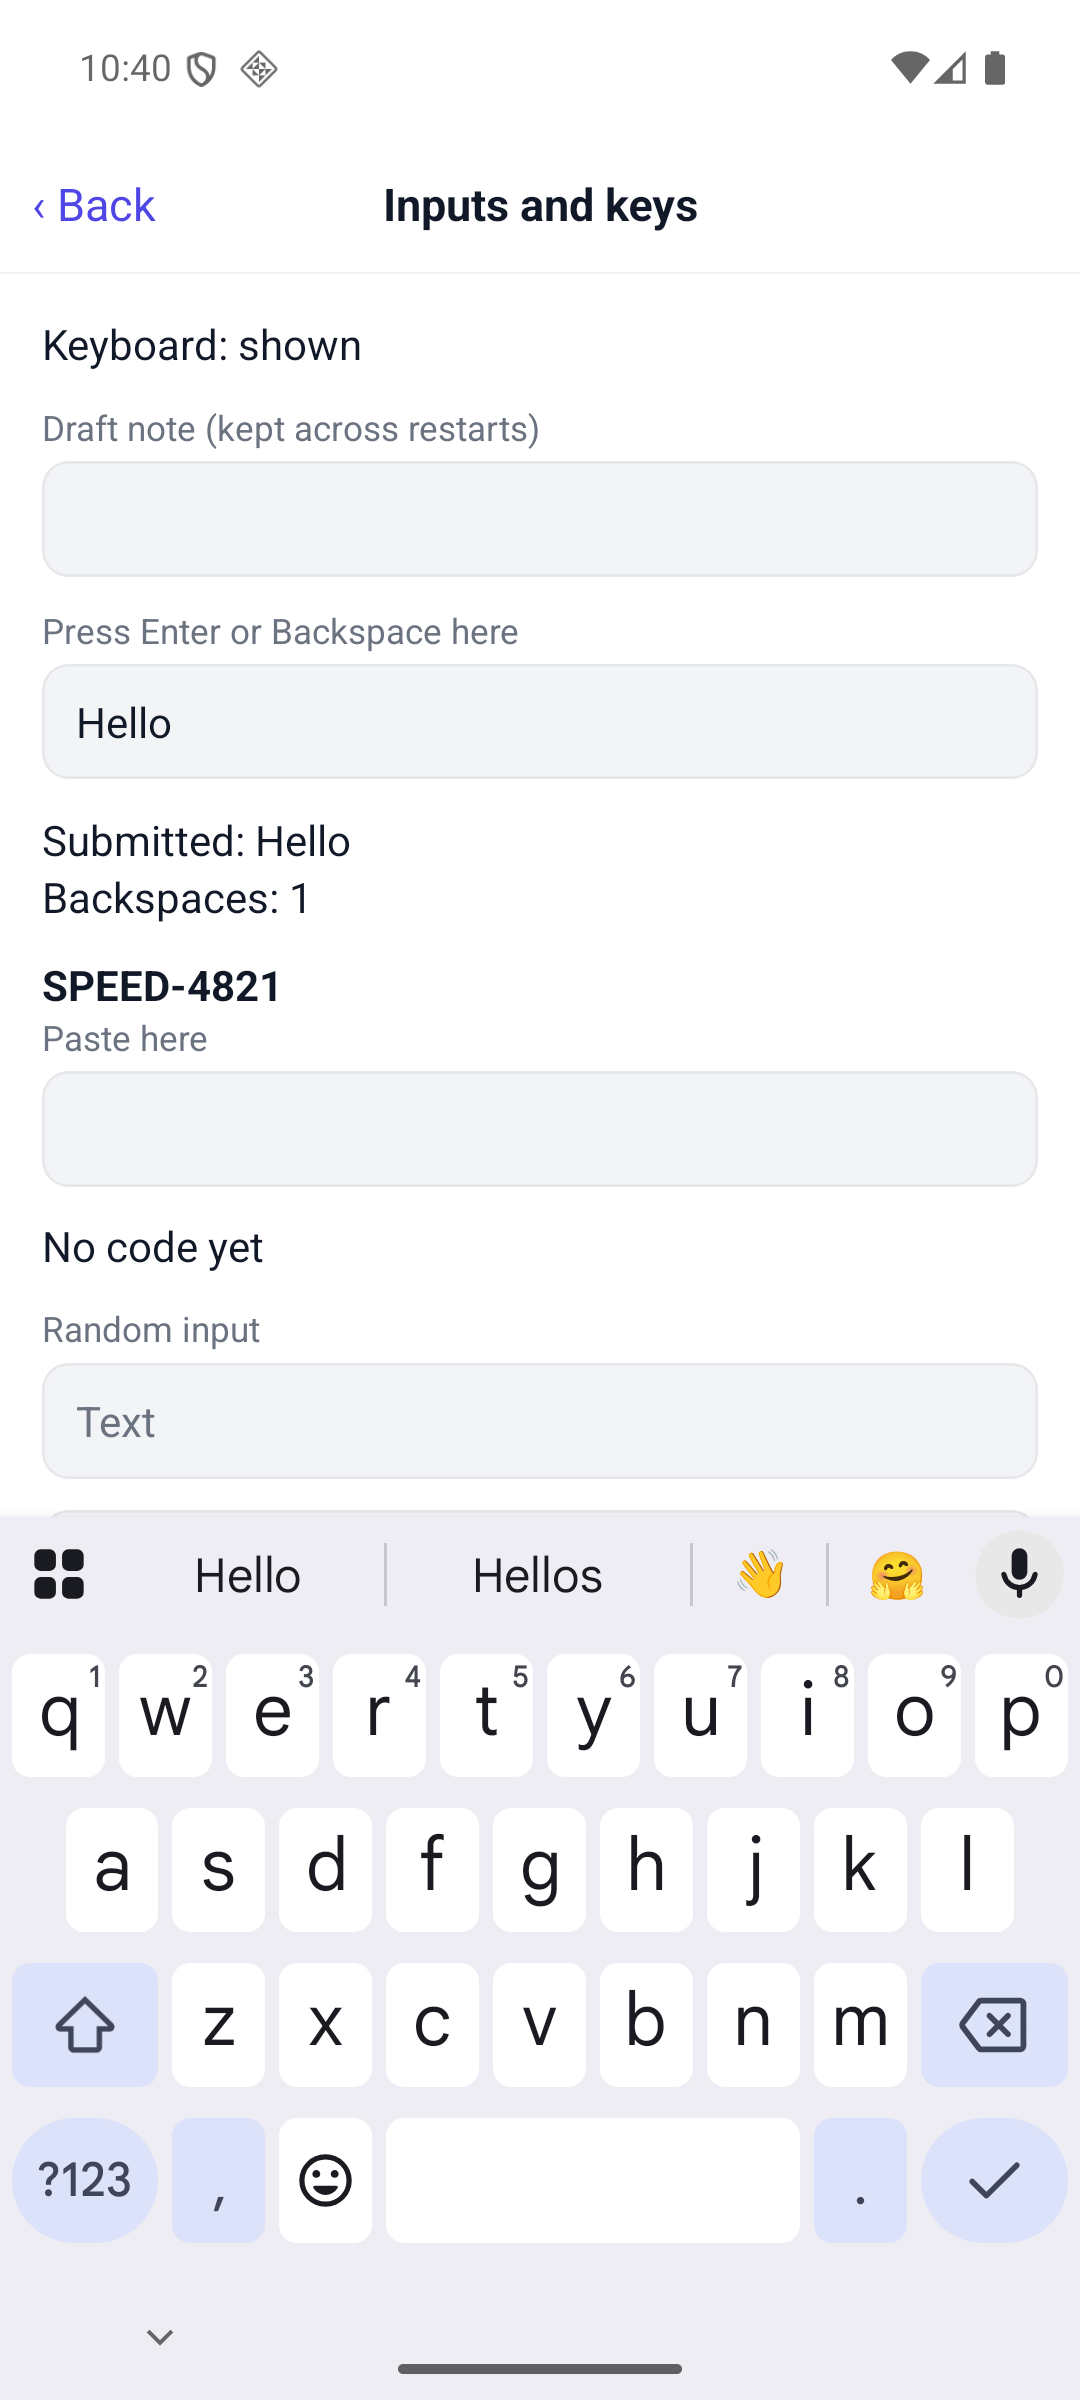 10:40
‹ Back
Inputs and keys
Keyboard: shown
Draft note (kept across restarts)
Press Enter or Backspace here
Hello
Submitted: Hello
Backspaces: 1
SPEED-4821
Paste here
No code yet
Random input
Text
Hello Hellos 👋 🤗
q1 w2 e3 r4 t5 y6 u7 i8 o9 p0
a s d f g h j k l
z x c v b n m
?123 , .